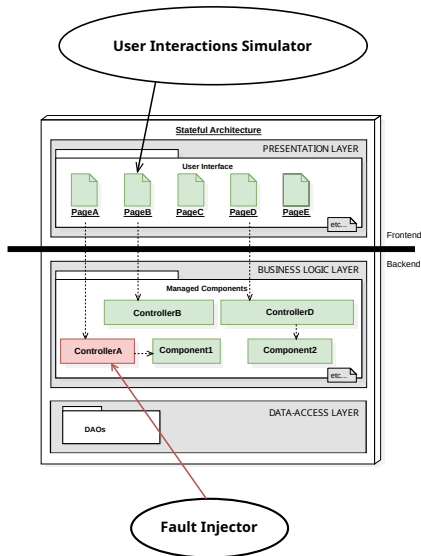 User Interactions Simulator
Stateful Architecture
PRESENTATION LAYER
User Interface
PageA PageB PageC PageD PageE
etc...
Frontend
Backend
BUSINESS LOGIC LAYER
Managed Components
ControllerB ControllerD
ControllerA Component1 Component2
etc...
DATA-ACCESS LAYER
DAOs
Fault Injector